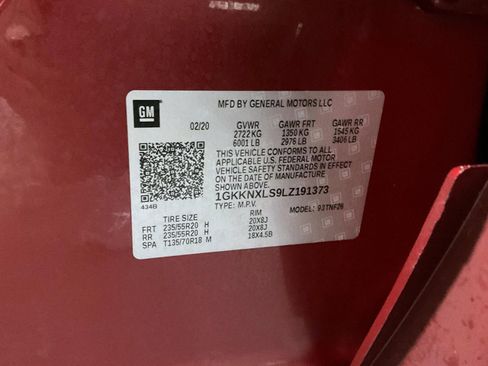 GM
MFD BY GENERAL MOTORS LLC
02/20 GVWR GAWR FRT GAWR RR
2722 KG 1350 KG 1545 KG
6001 LB 2976 LB 3406 LB
THIS VEHICLE CONFORMS TO ALL
APPLICABLE U.S. FEDERAL MOTOR
VEHICLE SAFETY STANDARDS IN EFFECT
ON THE DATE OF MANUFACTURE
SHOWN ABOVE.
1GKKNXLS9LZ191373
434B TYPE: M.P.V. MODEL: 93TNF26
TIRE SIZE RIM
FRT 235/55R20 H 20X8J
RR 235/55R20 H 20X8J
SPA T135/70R18 M 18X4.5B